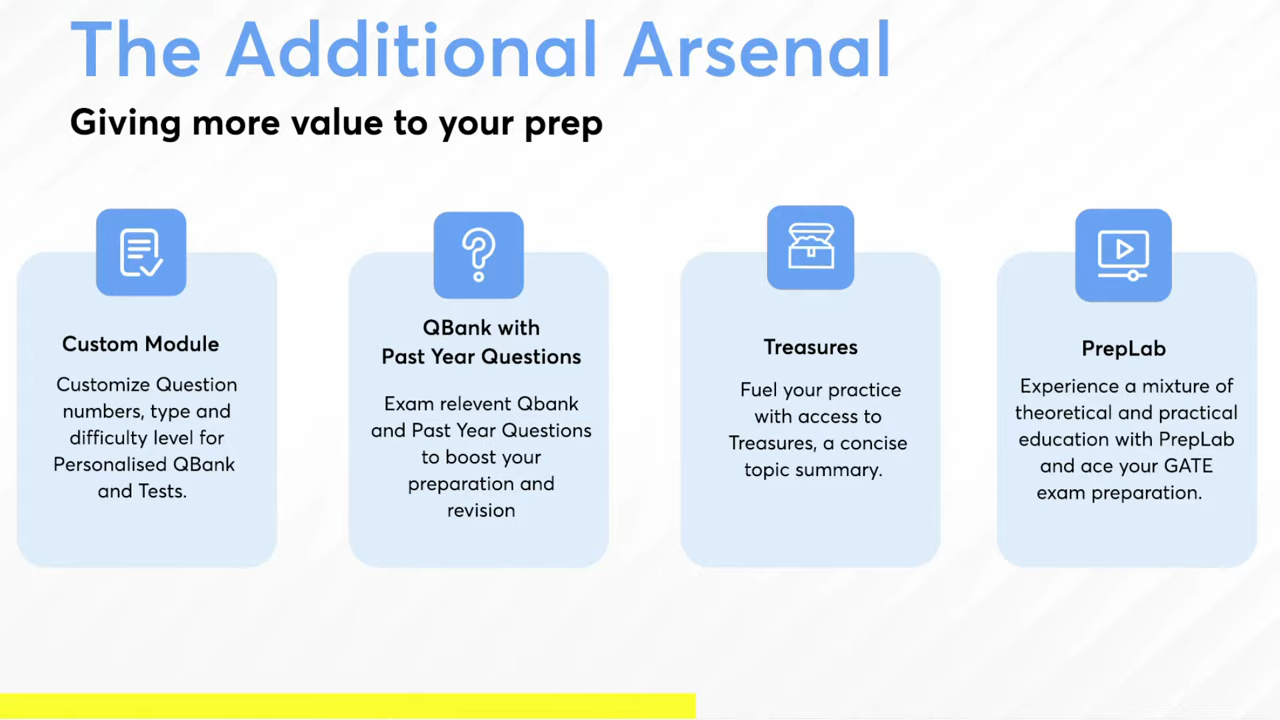 The Additional Arsenal
Giving more value to your prep
Custom Module
Customize Question
numbers, type and
difficulty level for
Personalised QBank
and Tests.
QBank with
Past Year Questions
Exam relevent Qbank
and Past Year Questions
to boost your
preparation and
revision
Treasures
Fuel your practice
with access to
Treasures, a concise
topic summary.
PrepLab
Experience a mixture of
theoretical and practical
education with PrepLab
and ace your GATE
exam preparation.